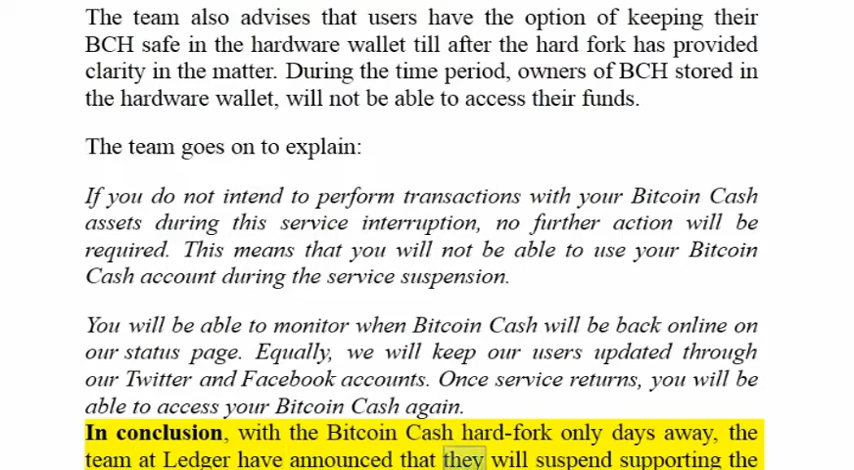 The team also advises that users have the option of keeping their
BCH safe in the hardware wallet till after the hard fork has provided
clarity in the matter. During the time period, owners of BCH stored in
the hardware wallet, will not be able to access their funds.
The team goes on to explain:
If you do not intend to perform transactions with your Bitcoin Cash
assets during this service interruption, no further action will be
required. This means that you will not be able to use your Bitcoin
Cash account during the service suspension.
You will be able to monitor when Bitcoin Cash will be back online on
our status page. Equally, we will keep our users updated through
our Twitter and Facebook accounts. Once service returns, you will be
able to access your Bitcoin Cash again.
In conclusion, with the Bitcoin Cash hard-fork only days away, the
team at Ledger have announced that they will suspend supporting the